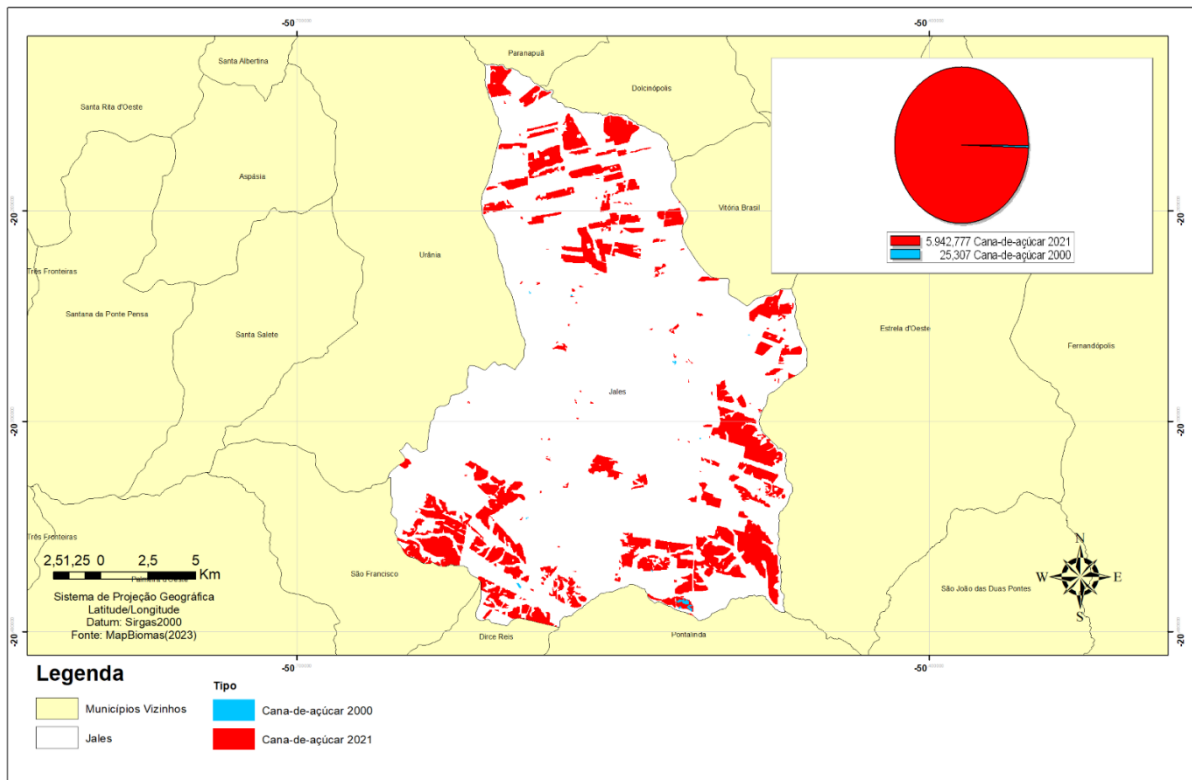 -50
-50
Paranapuã
Santa Albertina
Dolcinópolis
Santa Rita d'Oeste
Aspásia
-20
-20
Vitória Brasil
5.942,777 Cana-de-açúcar 2021
25,307 Cana-de-açúcar 2000
Urânia
Três Fronteiras
Santana da Ponte Pensa
Santa Salete
Estrela d'Oeste
Fernandópolis
Jales
-20
-20
Três Fronteiras
2,51,25 0 2,5 5
Km
Sistema de Projeção Geográfica
Latitude/Longitude
Datum: Sirgas2000
Fonte: MapBiomas(2023)
São Francisco
N
W E
S
São João das Duas Pontes
Dirce Reis
Pontalinda
-20
-20
-50
-50
Legenda
Municípios Vizinhos
Jales
Tipo
Cana-de-açúcar 2000
Cana-de-açúcar 2021